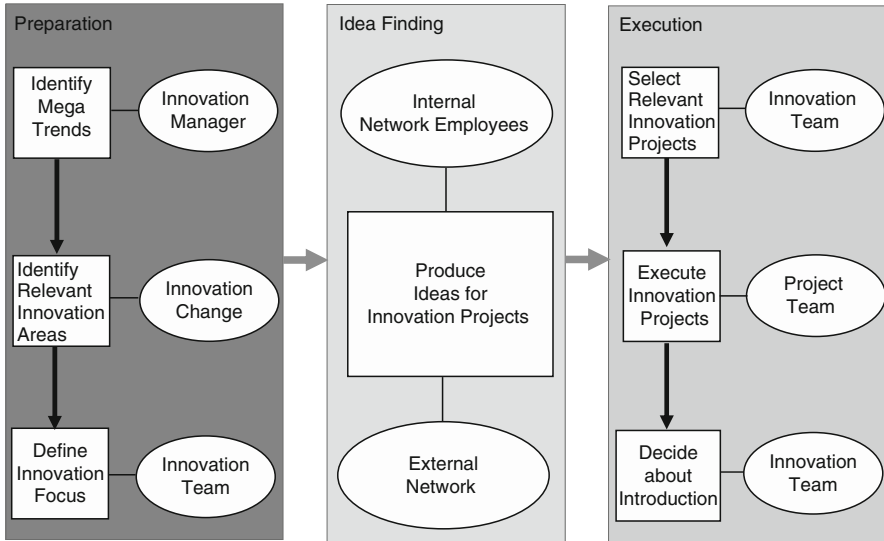 Preparation
Identify
Mega
Trends
Innovation
Manager
Identify
Relevant
Innovation
Areas
Innovation
Change
Define
Innovation
Focus
Innovation
Team
Idea Finding
Internal
Network Employees
Produce
Ideas for
Innovation Projects
External
Network
Execution
Select
Relevant
Innovation
Projects
Innovation
Team
Execute
Innovation
Projects
Project
Team
Decide
about
Introduction
Innovation
Team